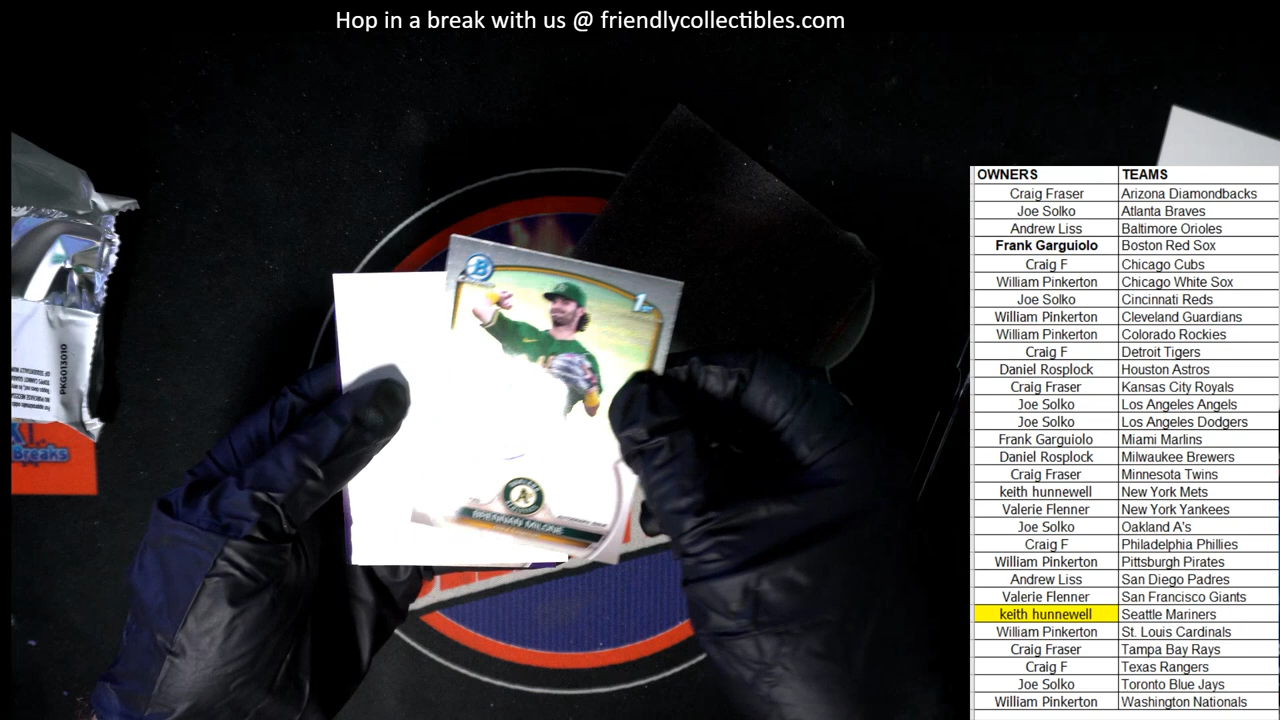 Hop in a break with us @ friendlycollectibles.com
OWNERS TEAMS
Craig Fraser Arizona Diamondbacks
Joe Solko Atlanta Braves
Andrew Liss Baltimore Orioles
Frank Garguiolo Boston Red Sox
Craig F Chicago Cubs
William Pinkerton Chicago White Sox
Joe Solko Cincinnati Reds
William Pinkerton Cleveland Guardians
William Pinkerton Colorado Rockies
Craig F Detroit Tigers
Daniel Rosplock Houston Astros
Craig Fraser Kansas City Royals
Joe Solko Los Angeles Angels
Joe Solko Los Angeles Dodgers
Frank Garguiolo Miami Marlins
Daniel Rosplock Milwaukee Brewers
Craig Fraser Minnesota Twins
keith hunnewell New York Mets
Valerie Flenner New York Yankees
Joe Solko Oakland A's
Craig F Philadelphia Phillies
William Pinkerton Pittsburgh Pirates
Andrew Liss San Diego Padres
Valerie Flenner San Francisco Giants
keith hunnewell Seattle Mariners
William Pinkerton St. Louis Cardinals
Craig Fraser Tampa Bay Rays
Craig F Texas Rangers
Joe Solko Toronto Blue Jays
William Pinkerton Washington Nationals
PKG013010
Breaks
B
1st
A's